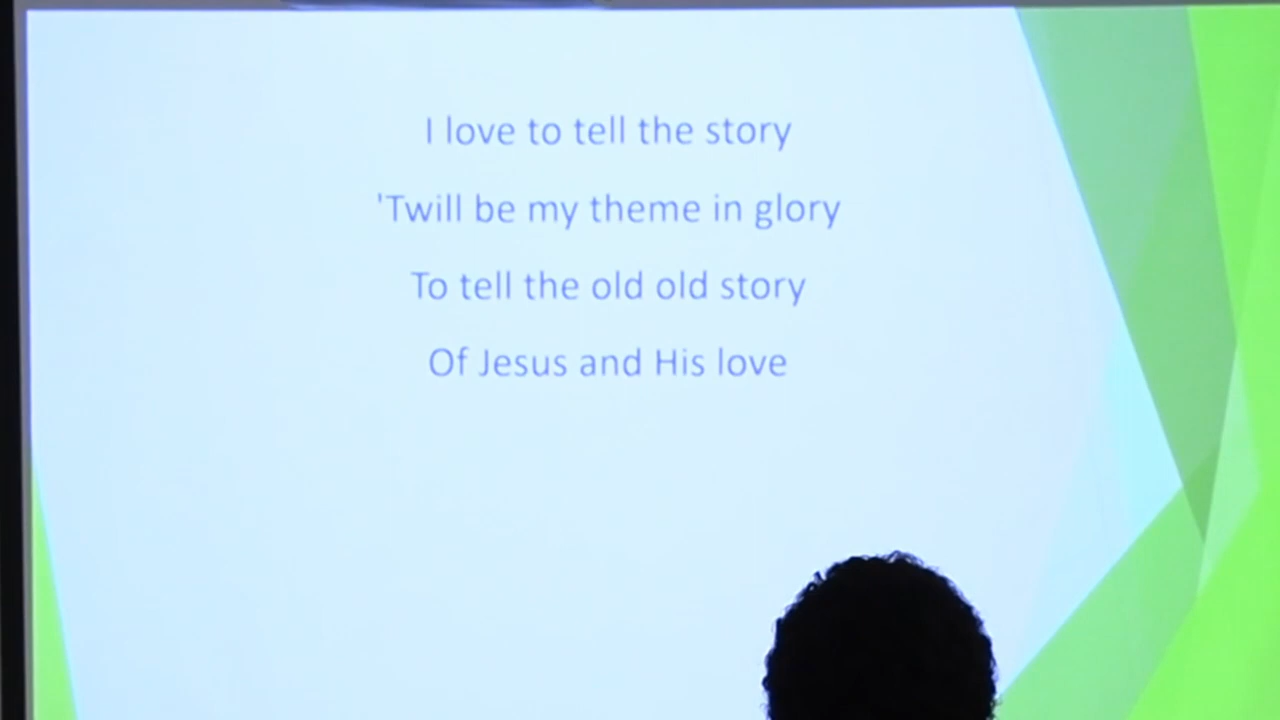 I love to tell the story
'Twill be my theme in glory
To tell the old old story
Of Jesus and His love